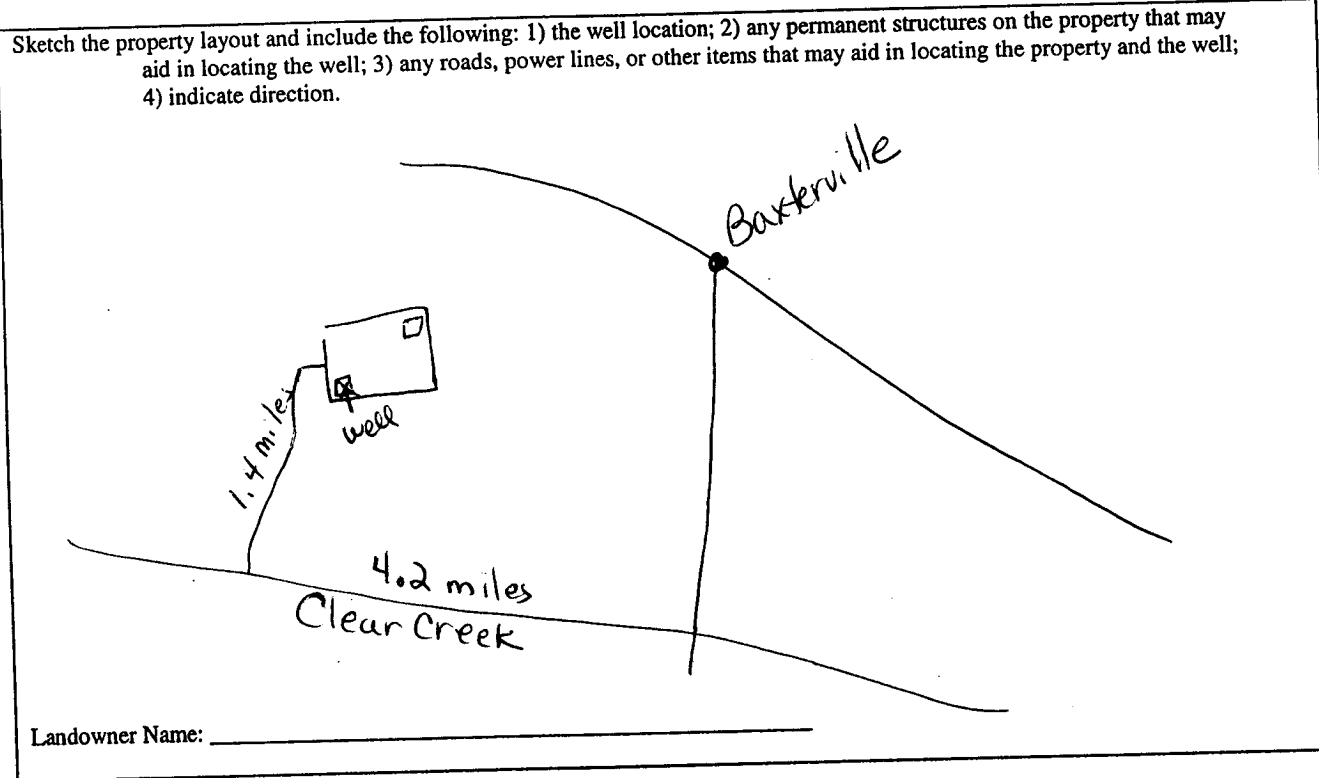 Sketch the property layout and include the following: 1) the well location; 2) any permanent structures on the property that may
aid in locating the well; 3) any roads, power lines, or other items that may aid in locating the property and the well;
4) indicate direction.
Baxterville
1.4 miles
well
4.2 miles
Clear Creek
Landowner Name: